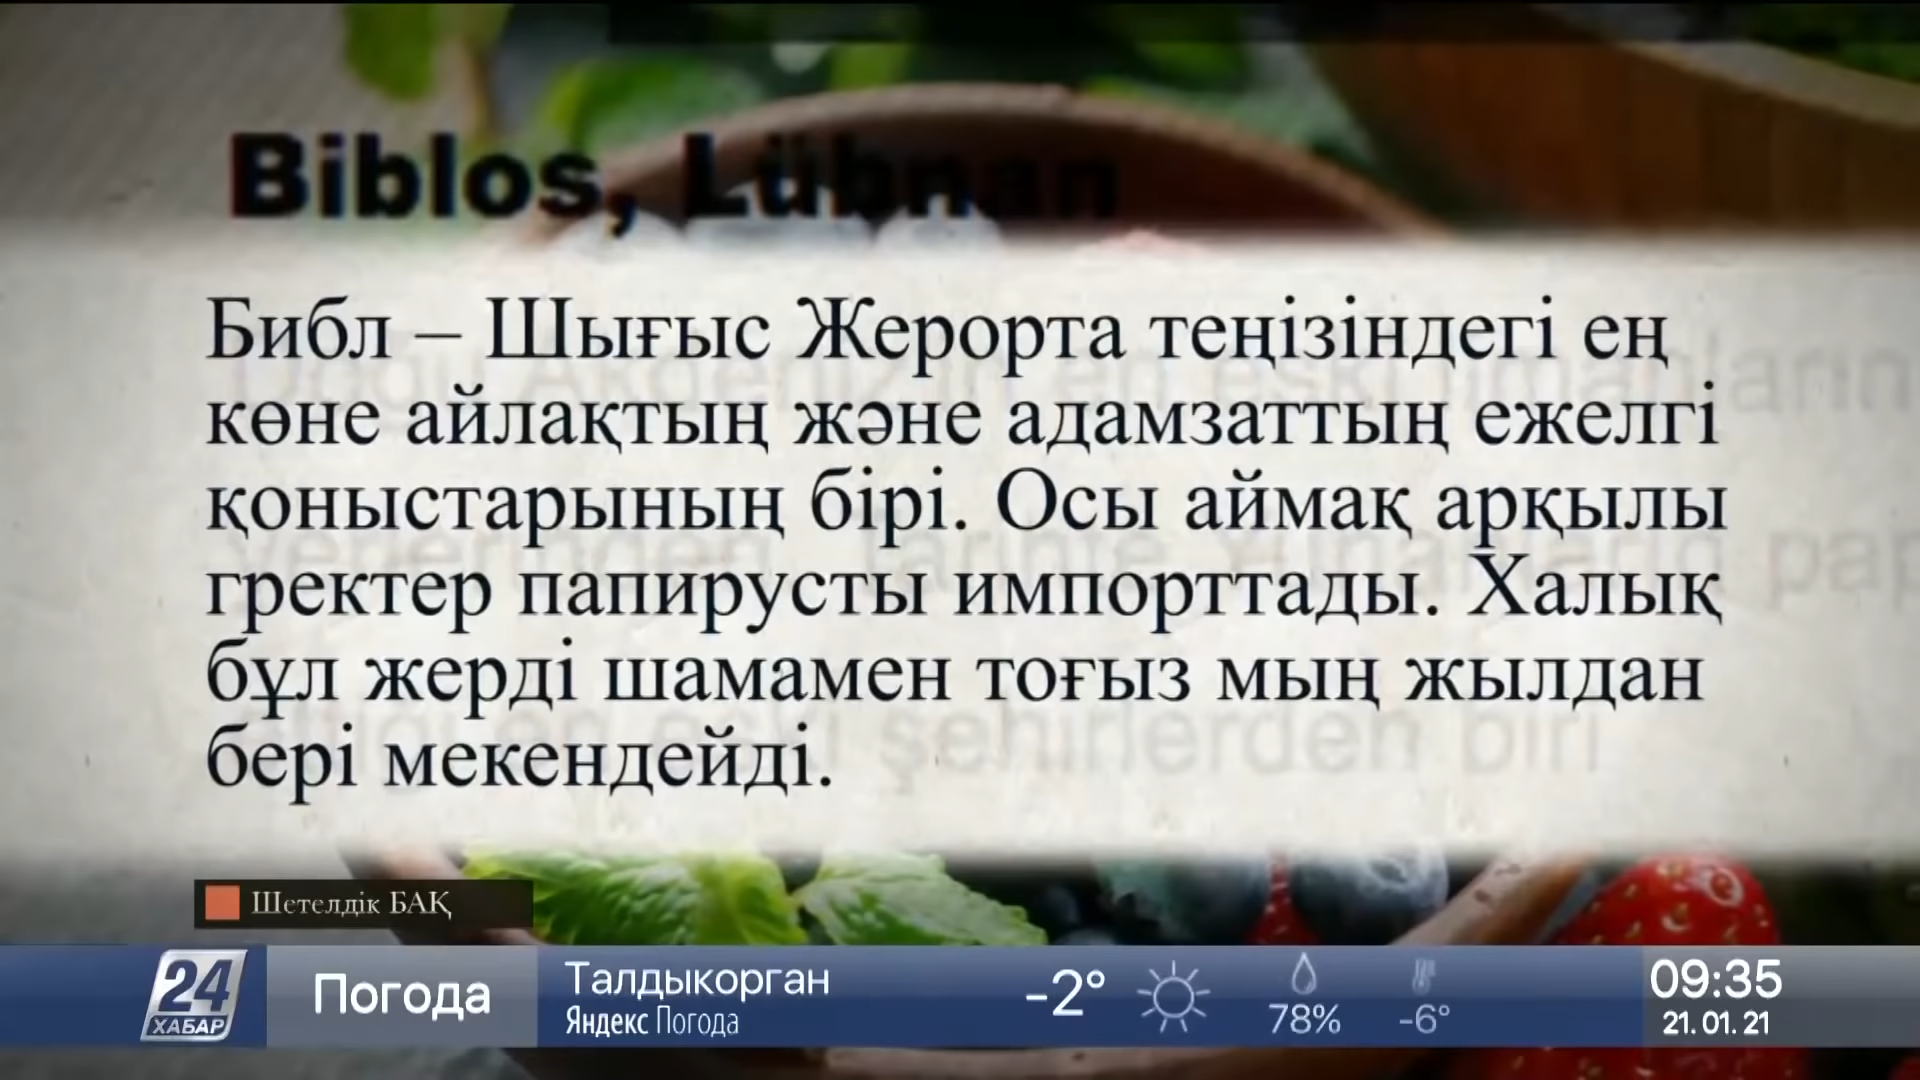 Biblos, Lübnan
Библ – Шығыс Жерорта теңізіндегі ең
көне айлақтың және адамзаттың ежелгі
қоныстарының бірі. Осы аймақ арқылы
гректер папирусты импорттады. Халық
бұл жерді шамамен тоғыз мың жылдан
бері мекендейді.
Шетелдік БАҚ
24
ХАБАР
Погода
Талдыкорган
Яндекс Погода
-2°
78%
-6°
09:35
21.01.21